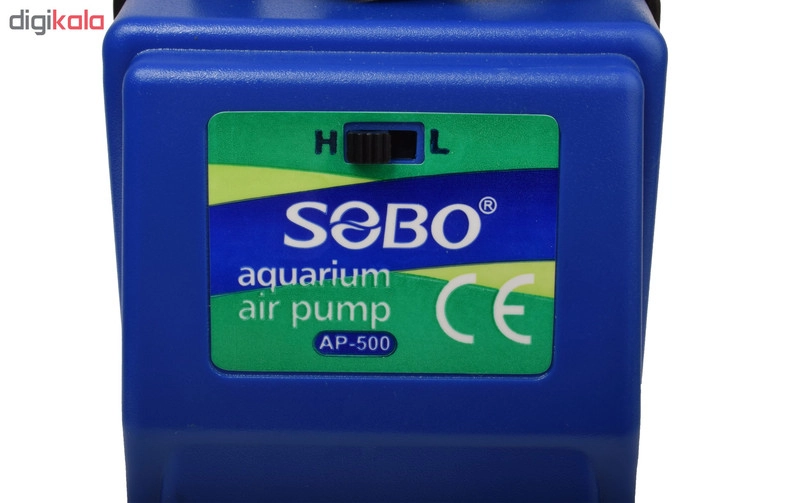 digikala
H L
SOBO®
aquarium
air pump
CE
AP-500